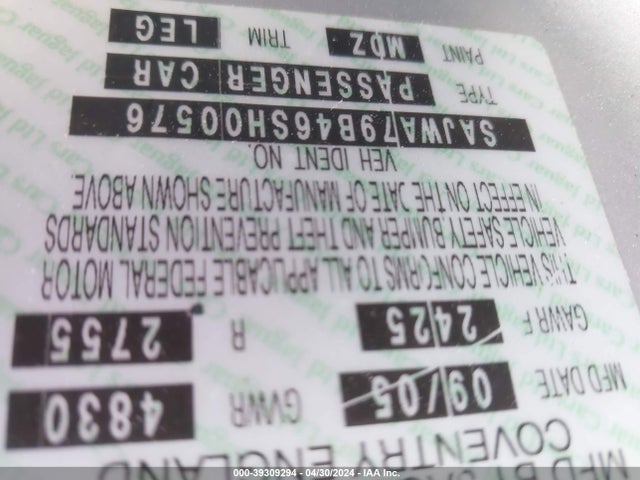 MFD BY
COVENTRY ENGLAND
MFD DATE 09/05 GVWR 4830
GAWR F 2425 R 2755
THIS VEHICLE CONFORMS TO ALL APPLICABLE FEDERAL MOTOR
VEHICLE SAFETY BUMPER AND THEFT PREVENTION STANDARDS
IN EFFECT ON THE DATE OF MANUFACTURE SHOWN ABOVE.
VEH IDENT NO.
SAJWA79B46SH00576
TYPE PASSENGER CAR
PAINT MDZ TRIM LEG
000-39309294 - 04/30/2024 - IAA Inc.